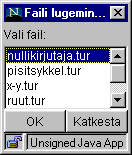 Faili lugemin...
Vali fail:
nullikirjutaja.tur
pisitsykkel.tur
x-y.tur
ruut.tur
OK
Katkesta
Unsigned Java App